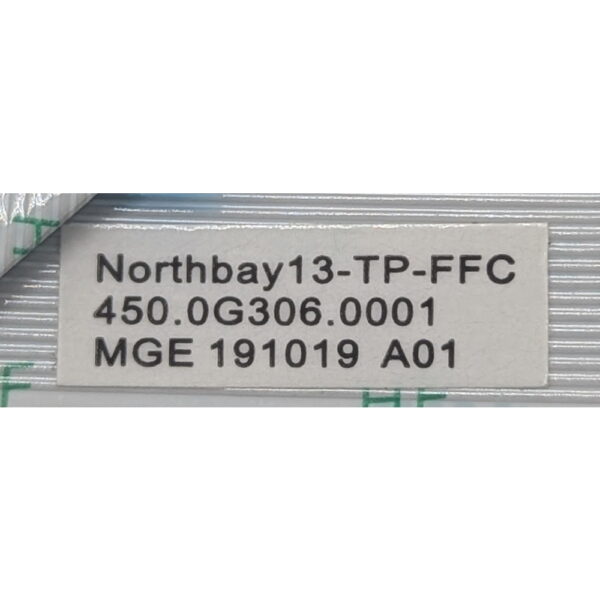 Northbay13-TP-FFC
450.0G306.0001
MGE 191019 A01